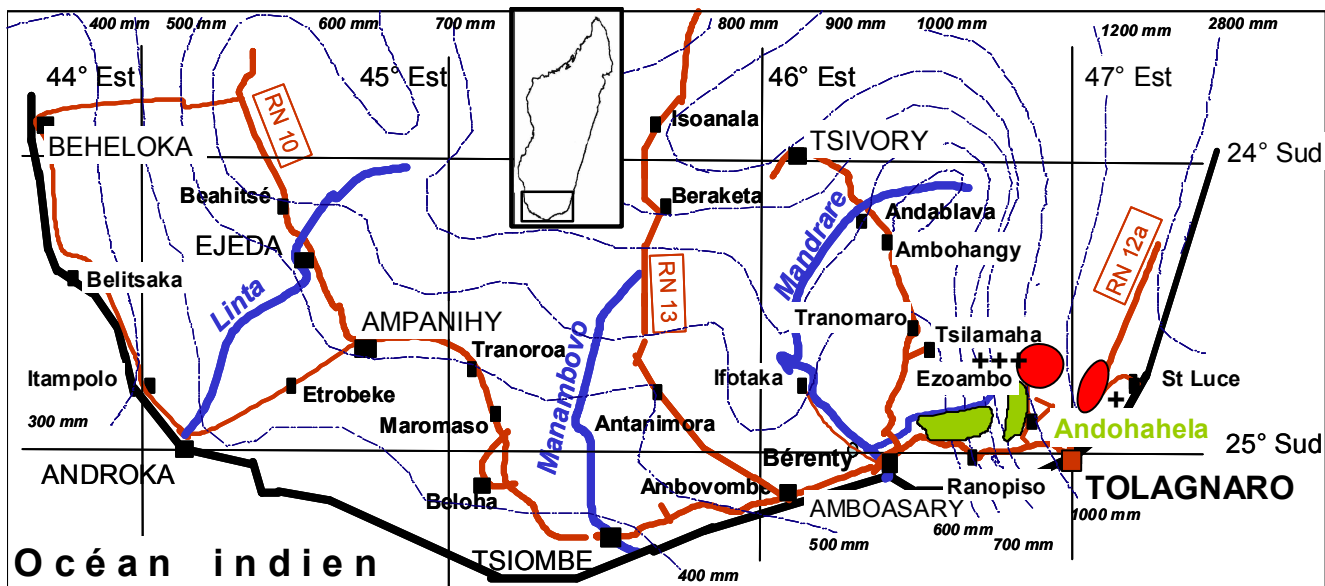 400 mm
500 mm
600 mm
700 mm
800 mm
900 mm
1000 mm
1200 mm
2800 mm
44° Est
45° Est
46° Est
47° Est
RN 10
Isoanala
BEHELOKA
TSIVORY
24° Sud
Beahitsé
Beraketa
Mandrare
Andablava
EJEDA
Ambohangy
RN 12a
Belitsaka
Linta
RN 13
AMPANIHY
Manambovo
Tranomaro
Tsilamaha
Tranoroa
+++
Itampolo
Etrobeke
Ifotaka
Ezoambo
St Luce
+
300 mm
Maromaso
Antanimora
Andohahela
25° Sud
ANDROKA
Bérenty
Beloha
Ambovombe
Ranopiso
TOLAGNARO
AMBOASARY
1000 mm
600 mm
500 mm
700 mm
Océan indien
TSIOMBE
400 mm